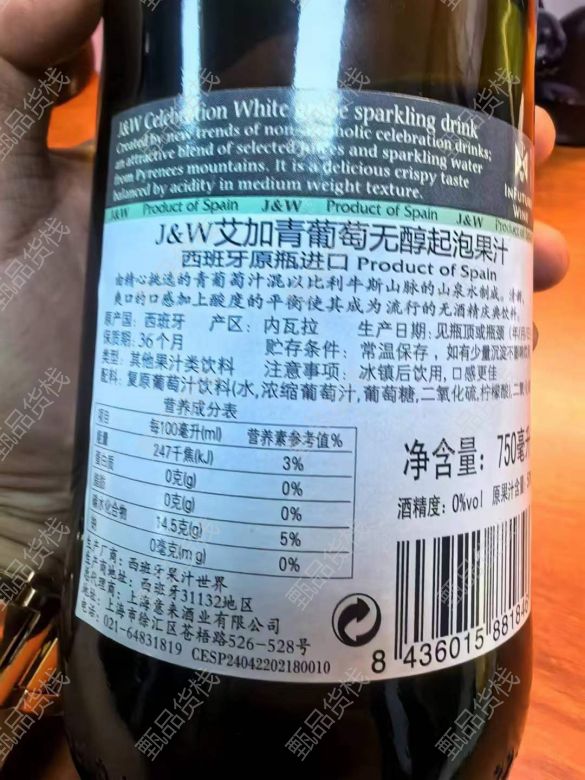 J&W Celebration White Grape sparkling drink
Created by new trends of non-alcoholic celebration drinks;
an attractive blend of selected juices and sparkling water
from Pyrenees mountains. It is a delicious crispy taste
balanced by acidity in medium weight texture.
J&W Product of Spain J&W Product of Spain J&W Product of S
WINE
J&W艾加青葡萄无醇起泡果汁
西班牙原瓶进口 Product of Spain
由精心挑选的青葡萄汁混以比利牛斯山脉的山泉水制成。清鲜,
爽口的口感加上酸度的平衡使其成为流行的无酒精庆典饮料。
原产国: 西班牙 产区: 内瓦拉 生产日期: 见瓶顶或瓶颈
保质期: 36个月 贮存条件: 常温保存,如有少量沉淀不影响饮
类型: 其他果汁类饮料 注意事项: 冰镇后饮用,口感更佳
配料: 复原葡萄汁饮料(水,浓缩葡萄汁,葡萄糖,二氧化硫,柠檬酸),二氧化
营养成分表
项目 每100毫升(ml) 营养素参考值%
能量 247千焦(kJ) 3%
蛋白质 0克(g) 0%
脂肪 0克(g) 0%
碳水化合物 14.5克(g) 5%
钠 0毫克(mg) 0%
净含量: 750毫升
酒精度: 0%vol 原果汁含量:
生产厂商: 西班牙果汁世界
生产商地址: 西班牙31132地区
总代理商: 上海意来酒业有限公司
地址: 上海市徐汇区苍梧路526-528号
电话: 021-64831819 CESP24042202180010
8 436015 881846
甄品货栈